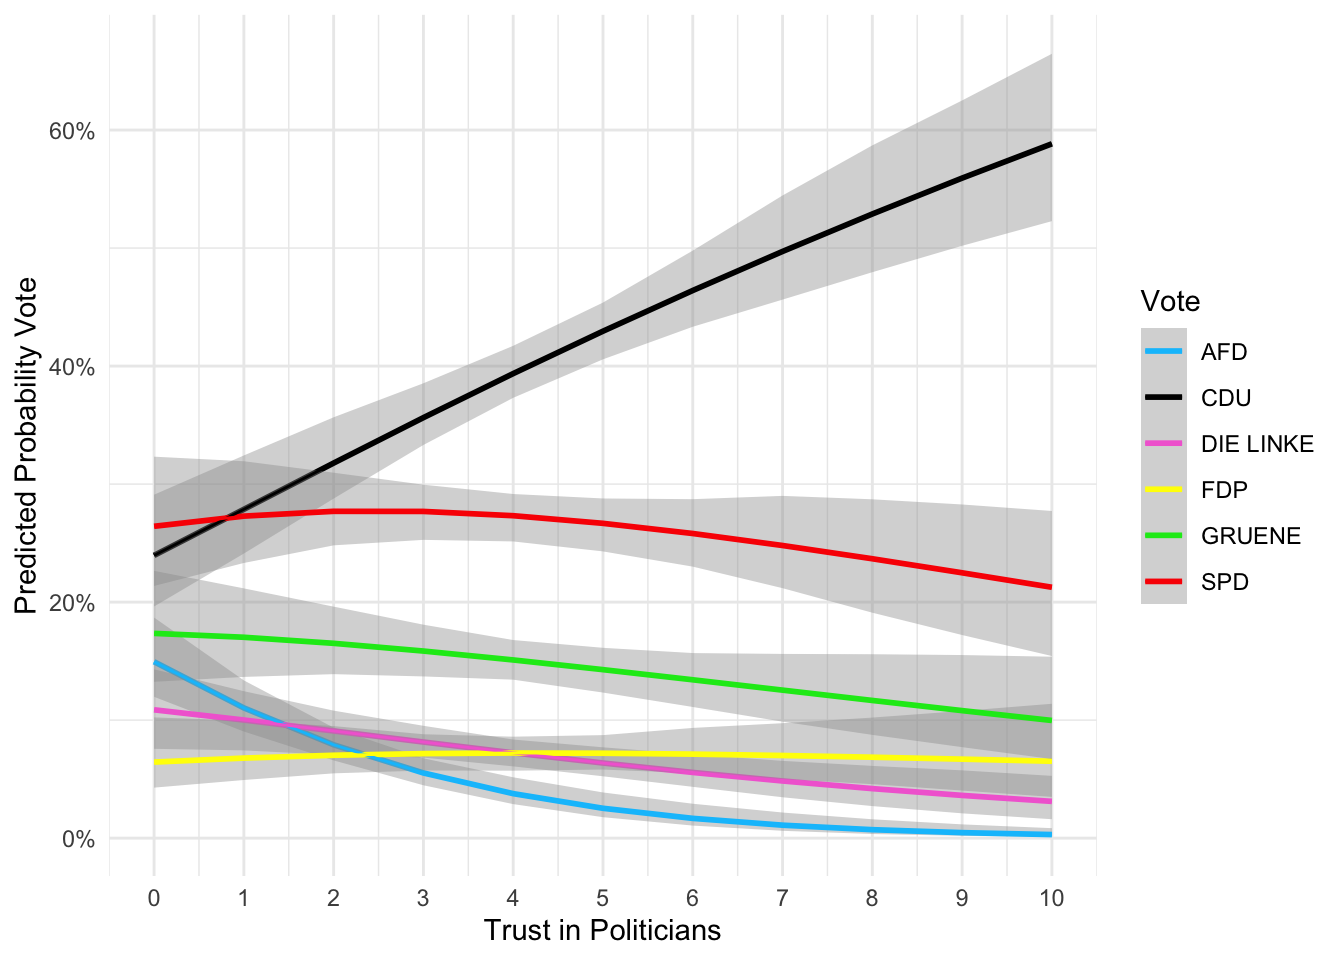 60%
40%
20%
0%
0 1 2 3 4 5 6 7 8 9 10
Trust in Politicians
Predicted Probability Vote
Vote
AFD
CDU
DIE LINKE
FDP
GRUENE
SPD